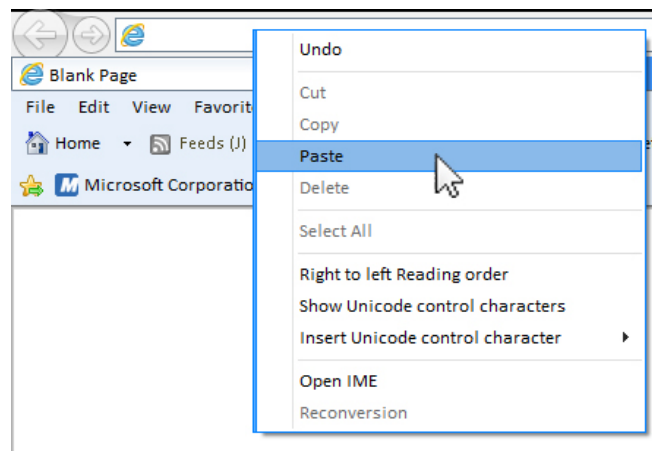 Undo
Blank Page
Cut
File Edit View Favorit
Copy
Home Feeds (J)
Paste
Microsoft Corporatio
Delete
Select All
Right to left Reading order
Show Unicode control characters
Insert Unicode control character
Open IME
Reconversion